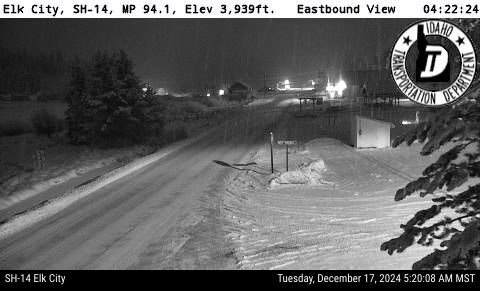 Elk City, SH-14, MP 94.1, Elev 3,939ft. Eastbound View 04:22:24
IDAHO
TRANSPORTATION DEPARTMENT
SH-14 Elk City Tuesday, December 17, 2024 5:20:08 AM MST